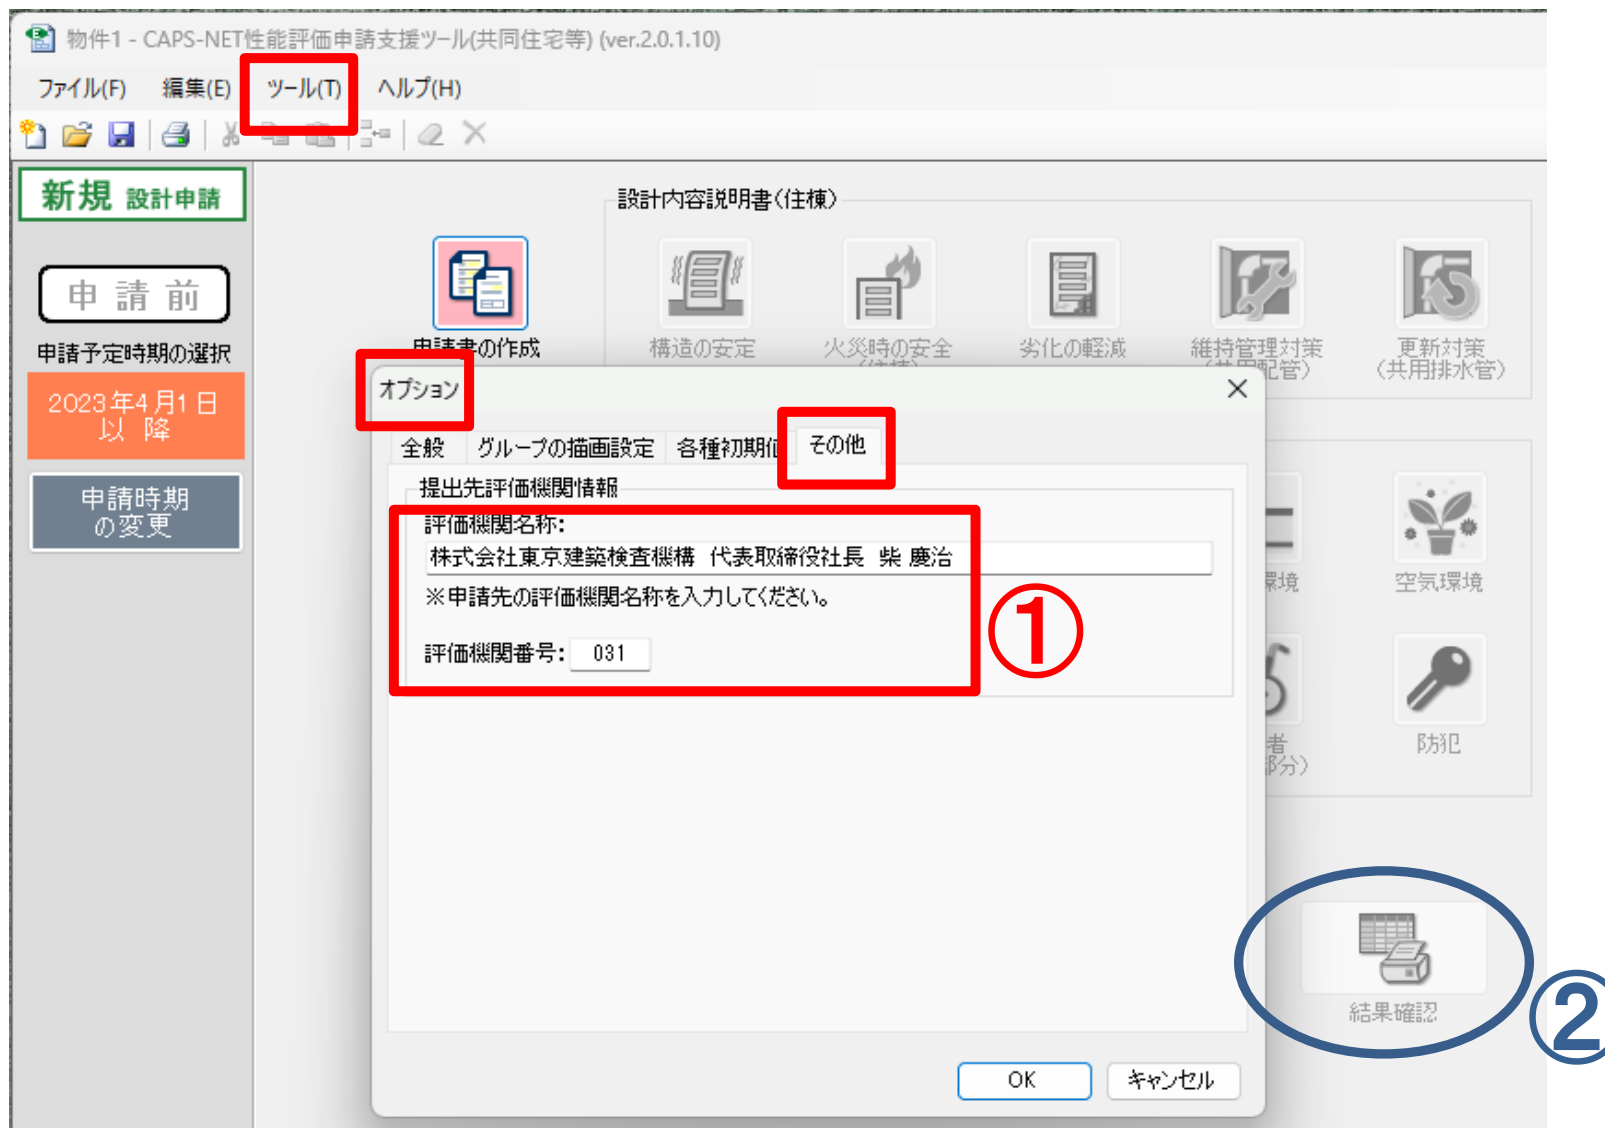 物件1 - CAPS-NET性能評価申請支援ツール(共同住宅等) (ver.2.0.1.10)
ファイル(F) 編集(E) ツール(T) ヘルプ(H)
新規 設計申請
申請前
申請予定時期の選択
2023年4月1日
以 降
申請時期
の変更
設計内容説明書(住棟)
申請書の作成
構造の安定
火災時の安全
劣化の軽減
維持管理対策
更新対策
(共用排水管)
オプション
全般 グループの描画設定 各種初期値 その他
提出先評価機関情報
評価機関名称:
株式会社東京建築検査機構 代表取締役社長 柴 慶治
※申請先の評価機関名称を入力してください。
評価機関番号: 031
①
環境
空気環境
者
部分)
防犯
結果確認
②
OK キャンセル